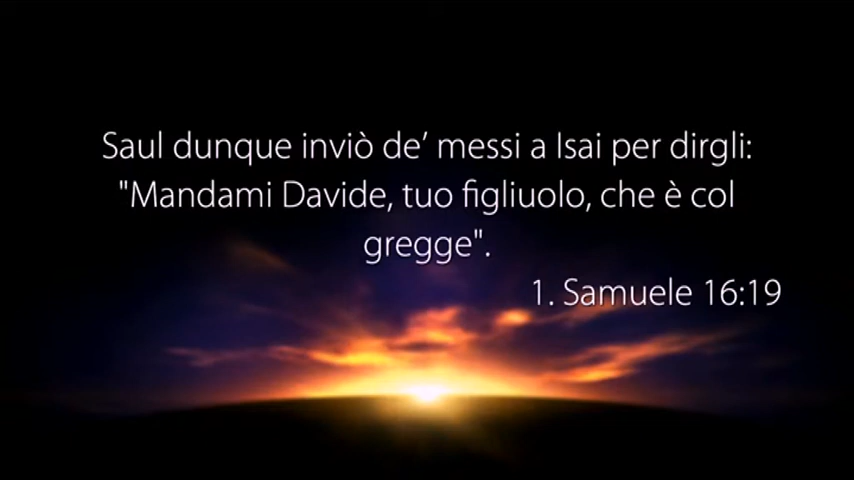 Saul dunque inviò de’ messi a Isai per dirgli:
"Mandami Davide, tuo figliuolo, che è col
gregge".
1. Samuele 16:19